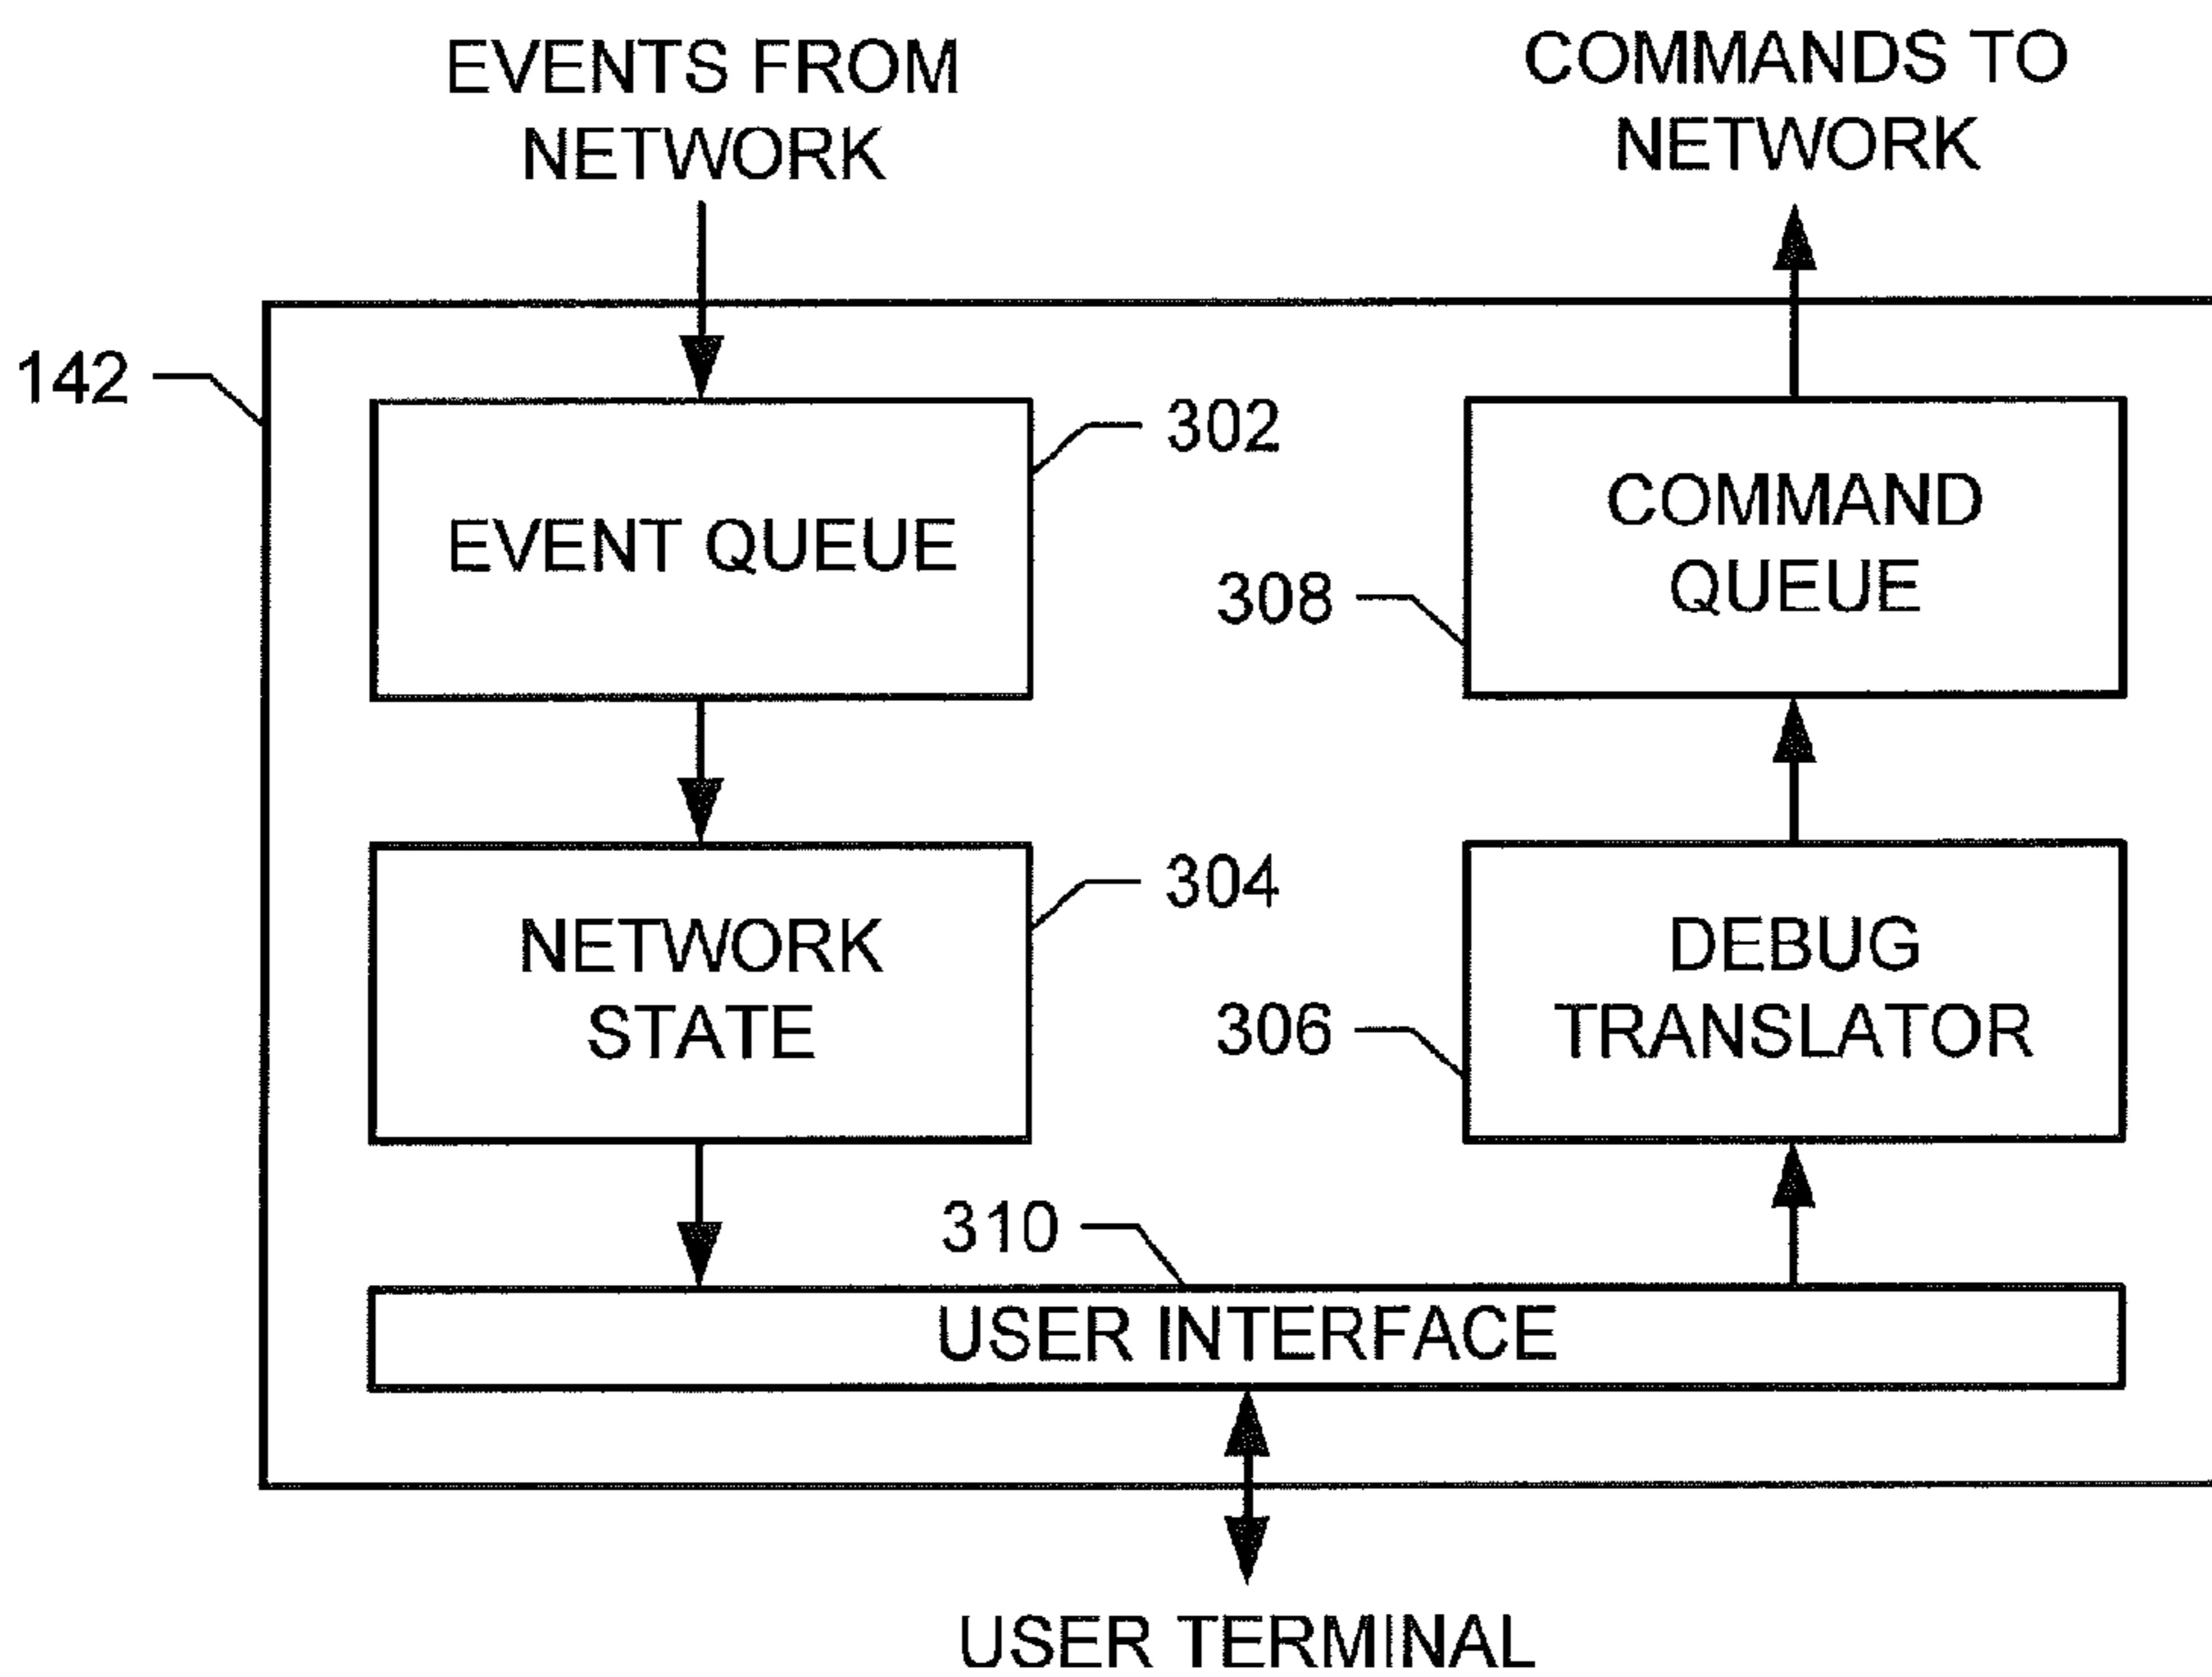 EVENTS FROM
NETWORK
COMMANDS TO
NETWORK
142
302
EVENT QUEUE
COMMAND
QUEUE
308
304
NETWORK
STATE
DEBUG
TRANSLATOR
306
310
USER INTERFACE
USER TERMINAL